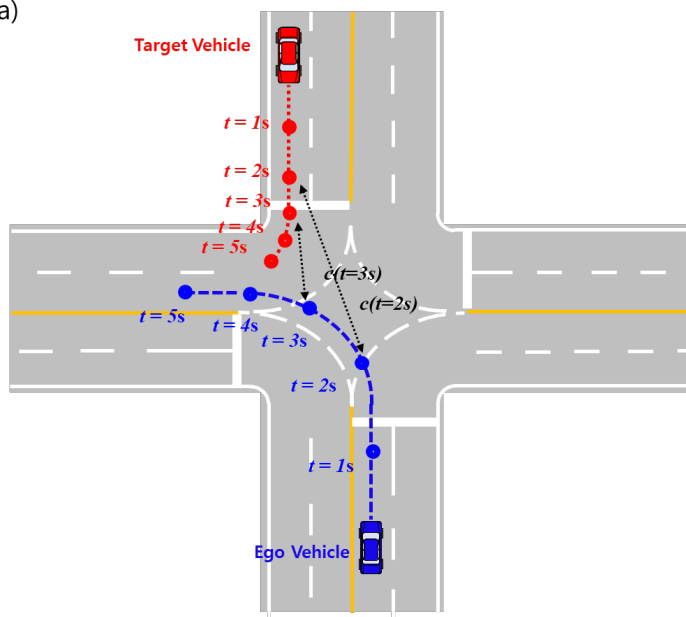 a)
Target Vehicle
t = 1s
t = 2s
t = 3s
t = 4s
t = 5s
c(t=3s)
c(t=2s)
t = 5s
t = 4s
t = 3s
t = 2s
t = 1s
Ego Vehicle